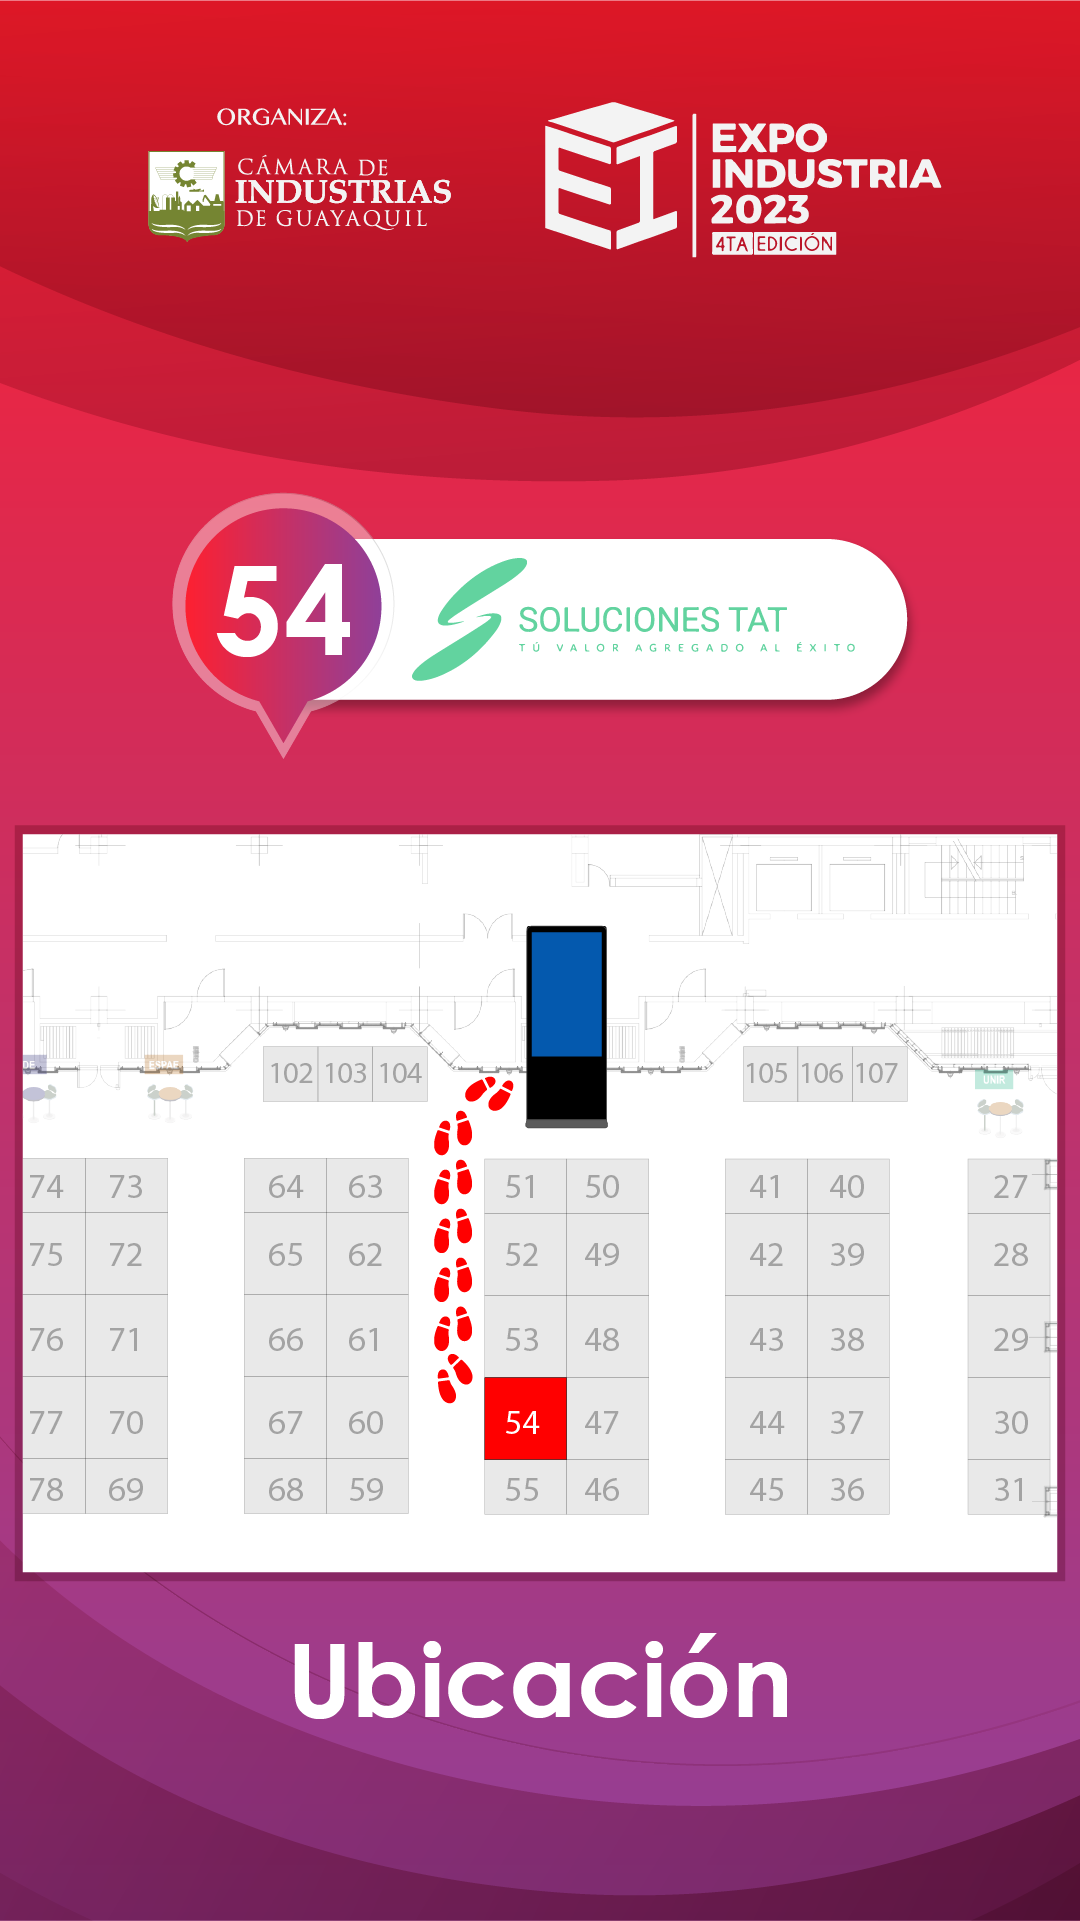 ORGANIZA:
CÁMARA DE
INDUSTRIAS
DE GUAYAQUIL
EXPO
INDUSTRIA
2023
4TA EDICIÓN
54
SOLUCIONES TAT
TÚ VALOR AGREGADO AL ÉXITO
DE
ESPAE
102 103 104
105 106 107
UNIR
74 73 64 63 51 50 41 40 27
75 72 65 62 52 49 42 39 28
76 71 66 61 53 48 43 38 29
77 70 67 60 54 47 44 37 30
78 69 68 59 55 46 45 36 31
Ubicación